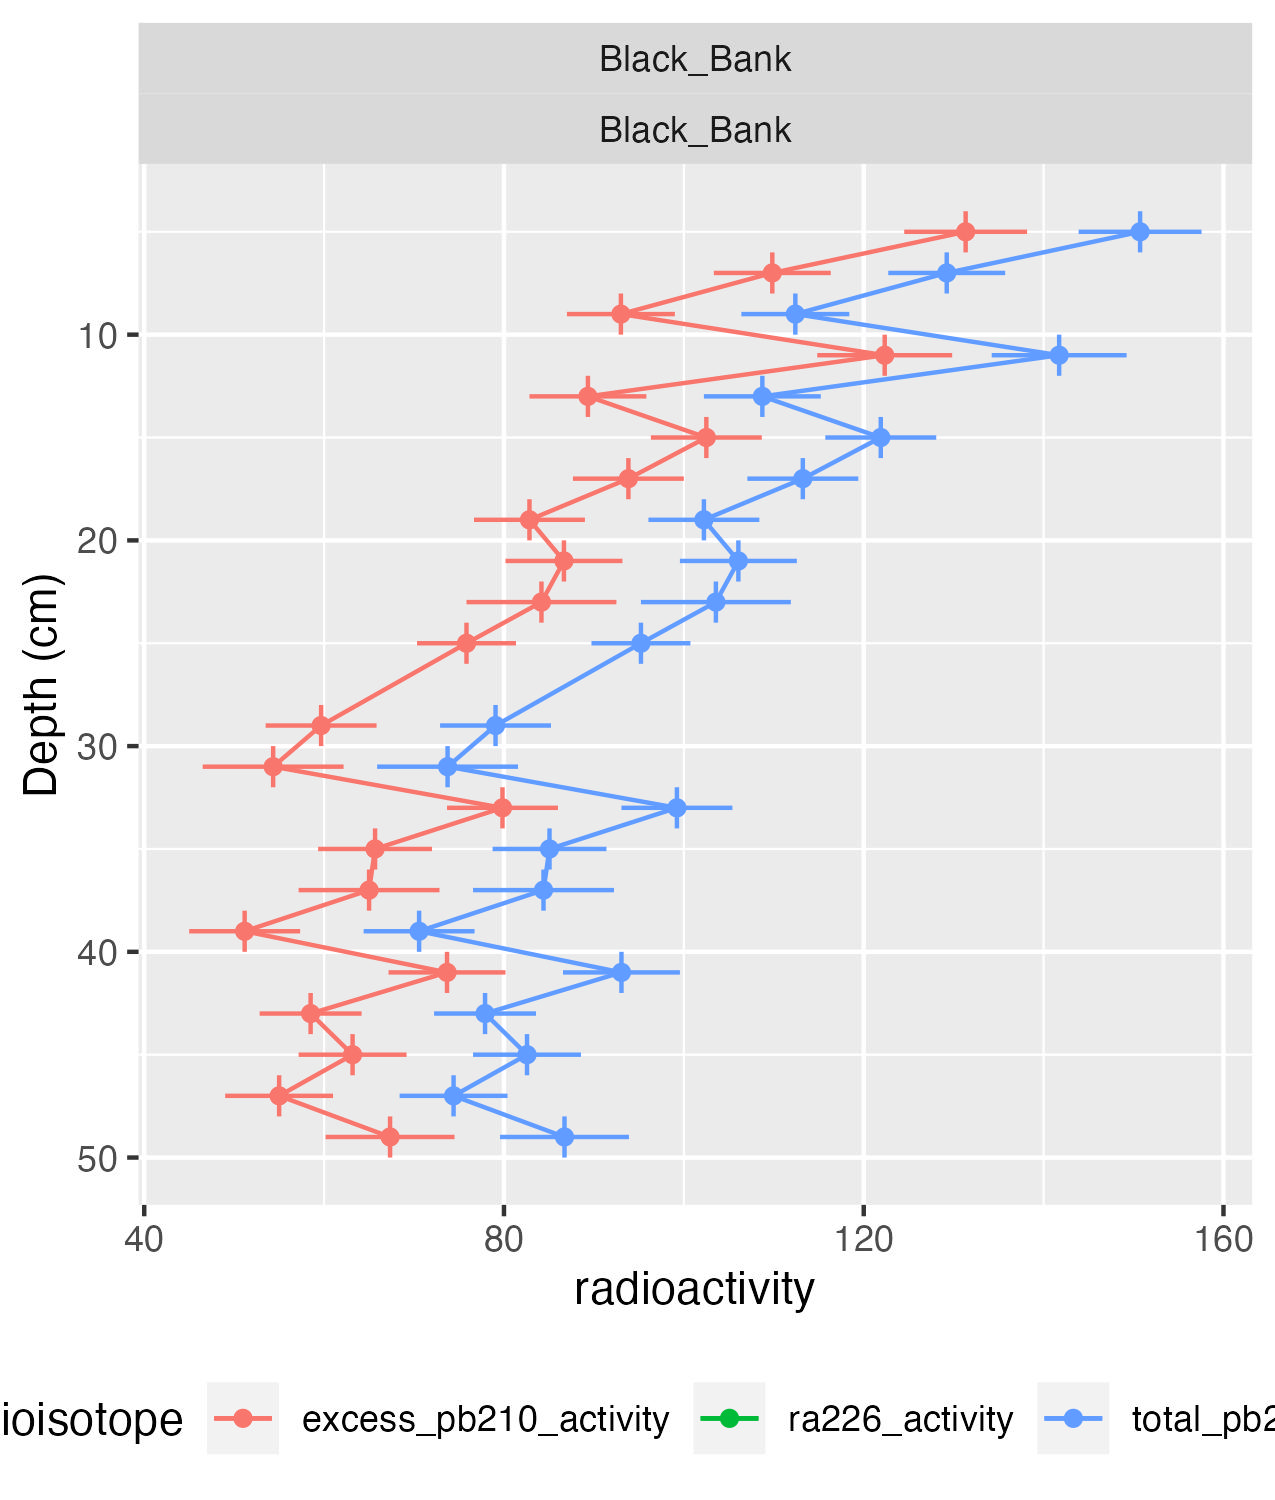 Black_Bank
Black_Bank
Depth (cm)
10
20
30
40
50
40 80 120 160
radioactivity
ioisotope excess_pb210_activity ra226_activity total_pb2